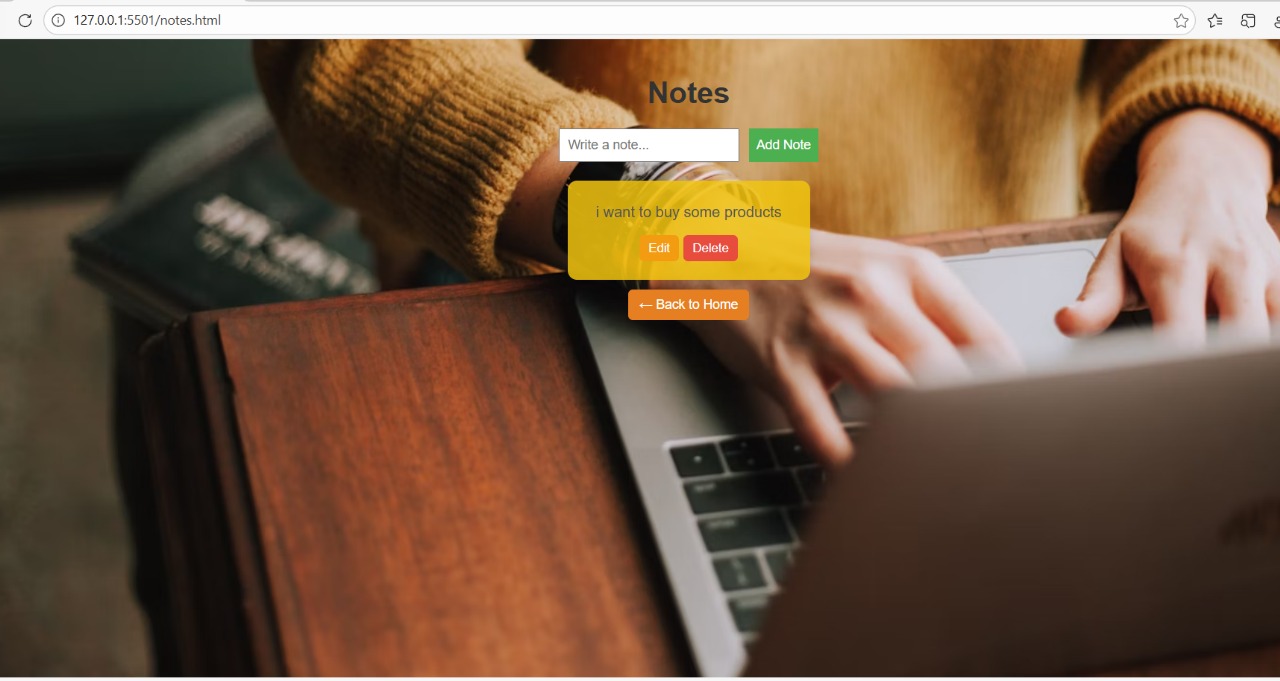 127.0.0.1:5501/notes.html
Notes
Write a note...
Add Note
i want to buy some products
Edit Delete
← Back to Home